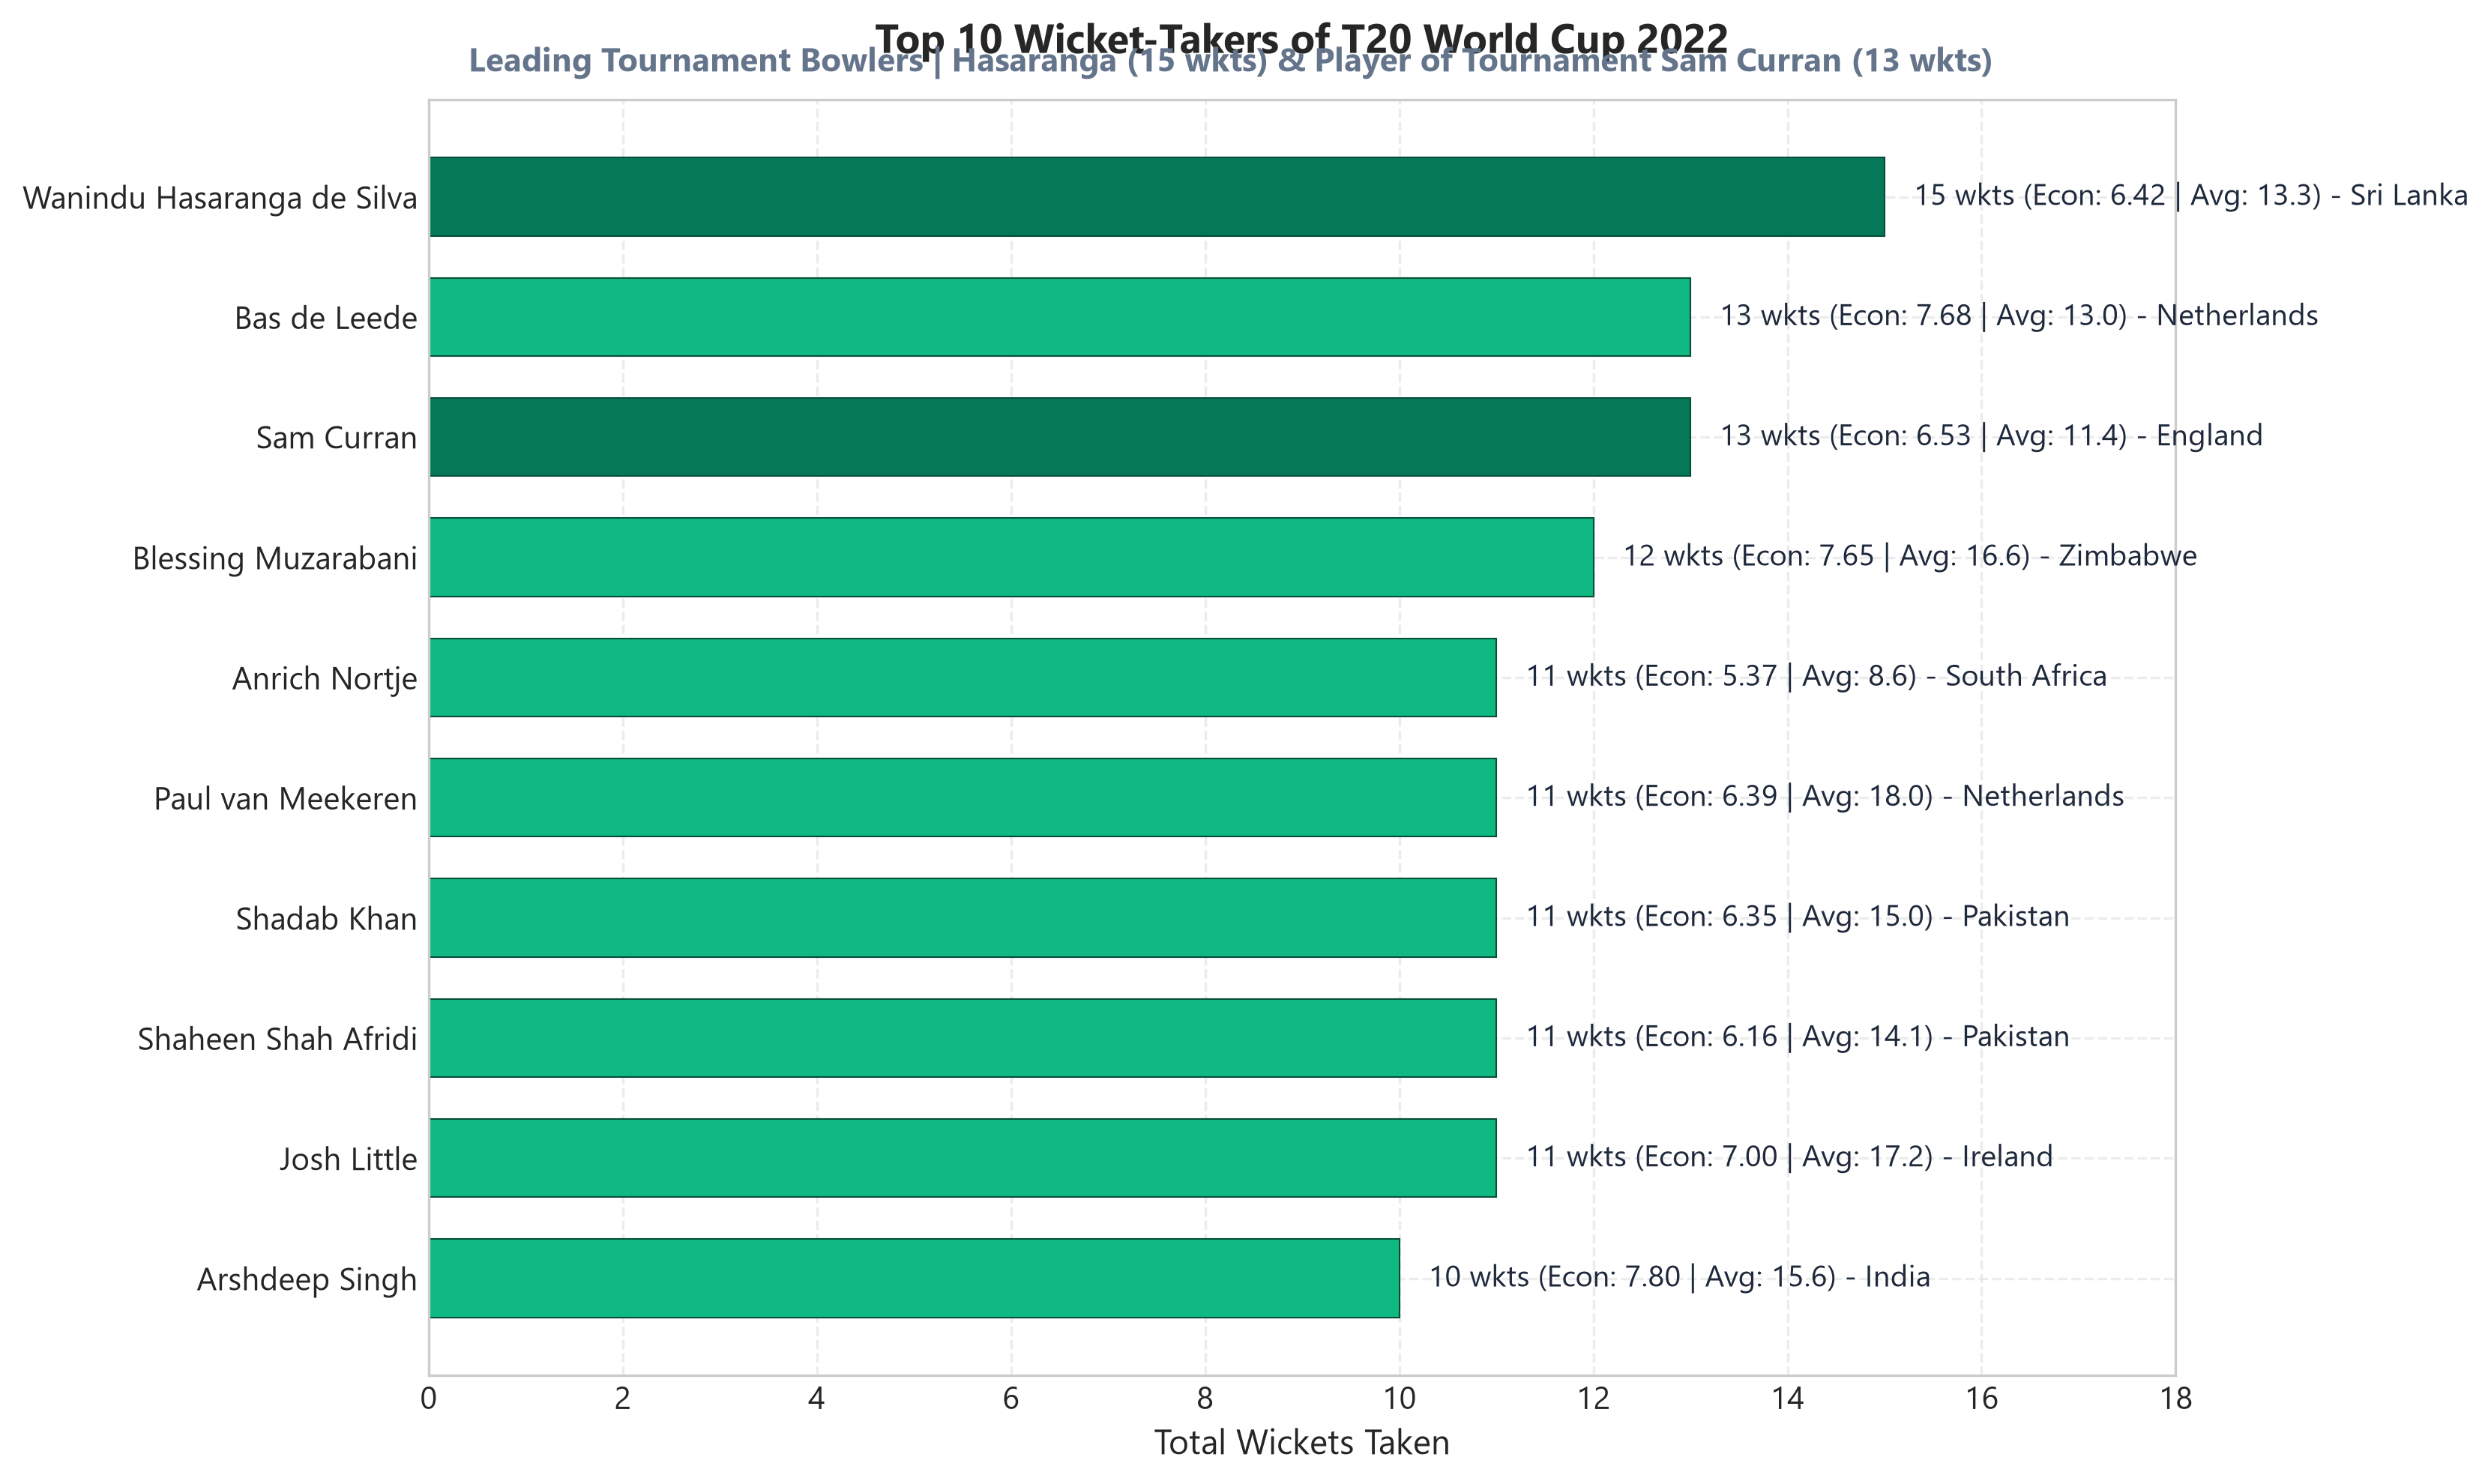 Top 10 Wicket-Takers of T20 World Cup 2022
Leading Tournament Bowlers | Hasaranga (15 wkts) & Player of Tournament Sam Curran (13 wkts)
Wanindu Hasaranga de Silva 15 wkts (Econ: 6.42 | Avg: 13.3) - Sri Lanka
Bas de Leede 13 wkts (Econ: 7.68 | Avg: 13.0) - Netherlands
Sam Curran 13 wkts (Econ: 6.53 | Avg: 11.4) - England
Blessing Muzarabani 12 wkts (Econ: 7.65 | Avg: 16.6) - Zimbabwe
Anrich Nortje 11 wkts (Econ: 5.37 | Avg: 8.6) - South Africa
Paul van Meekeren 11 wkts (Econ: 6.39 | Avg: 18.0) - Netherlands
Shadab Khan 11 wkts (Econ: 6.35 | Avg: 15.0) - Pakistan
Shaheen Shah Afridi 11 wkts (Econ: 6.16 | Avg: 14.1) - Pakistan
Josh Little 11 wkts (Econ: 7.00 | Avg: 17.2) - Ireland
Arshdeep Singh 10 wkts (Econ: 7.80 | Avg: 15.6) - India
0 2 4 6 8 10 12 14 16 18
Total Wickets Taken